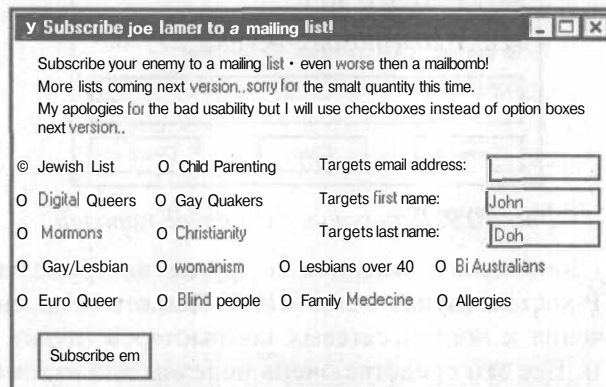 y Subscribe joe lamer to a mailing list!
Subscribe your enemy to a mailing list · even worse then a mailbomb!
More lists coming next version..sorry for the smalt quantity this time.
My apologies for the bad usability but I will use checkboxes instead of option boxes
next version..
© Jewish List O Child Parenting Targets email address:
O Digital Queers O Gay Quakers Targets first name: John
O Mormons O Christianity Targets last name: Doh
O Gay/Lesbian O womanism O Lesbians over 40 O Bi Australians
O Euro Queer O Blind people O Family Medecine O Allergies
Subscribe em